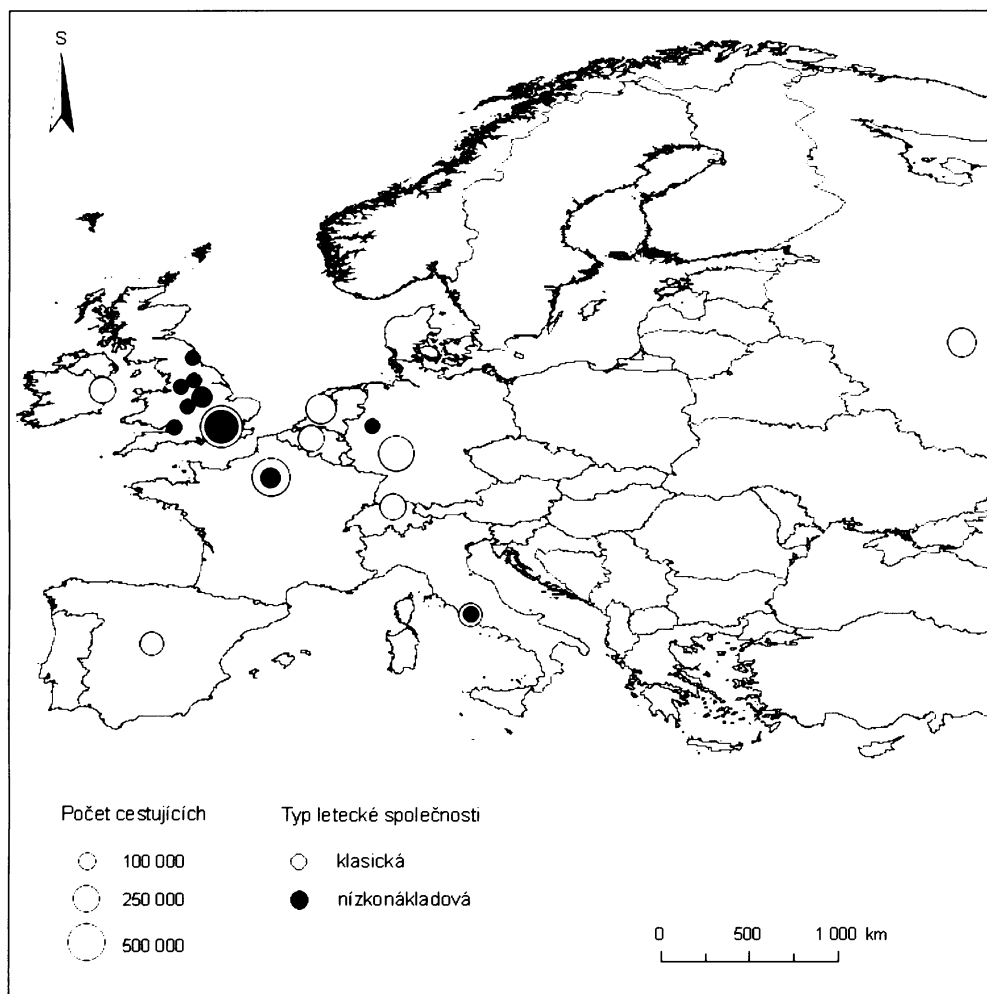 S
Počet cestujících
100 000
250 000
500 000
Typ letecké společnosti
klasická
nízkonákladová
0 500 1 000 km